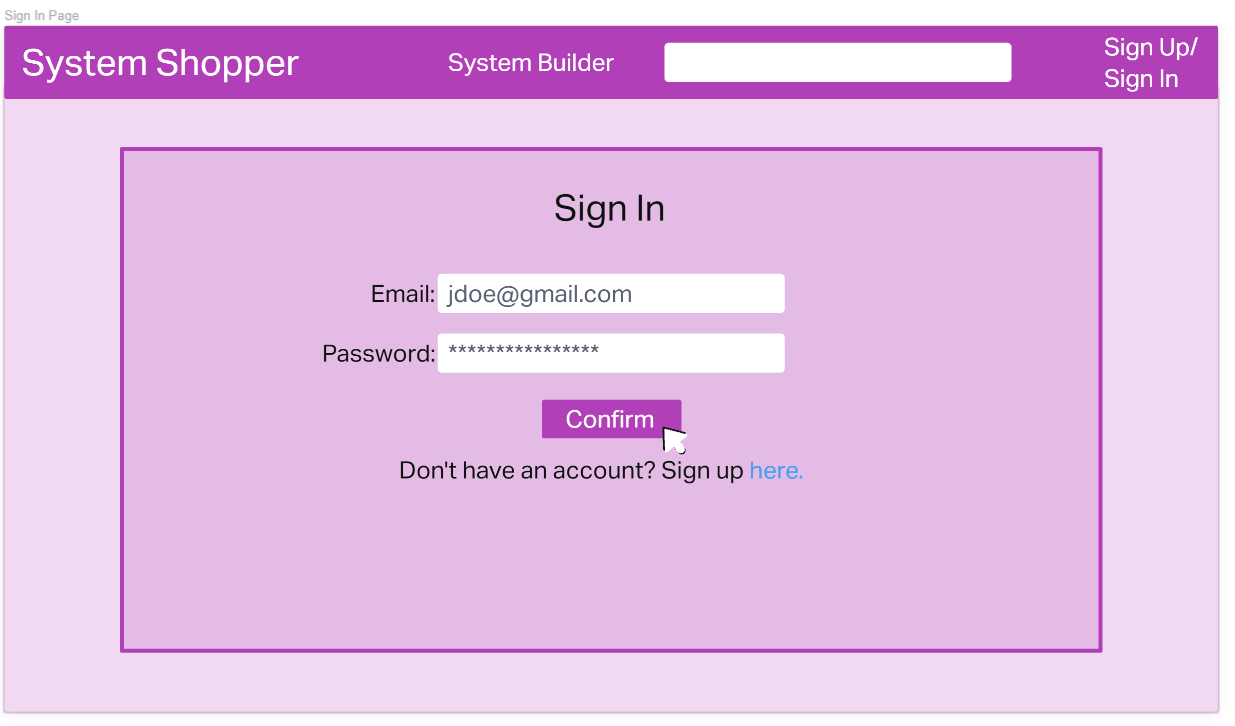 Sign In Page
System Shopper
System Builder
Sign Up/
Sign In
Sign In
Email: jdoe@gmail.com
Password: ****************
Confirm
Don't have an account? Sign up here.